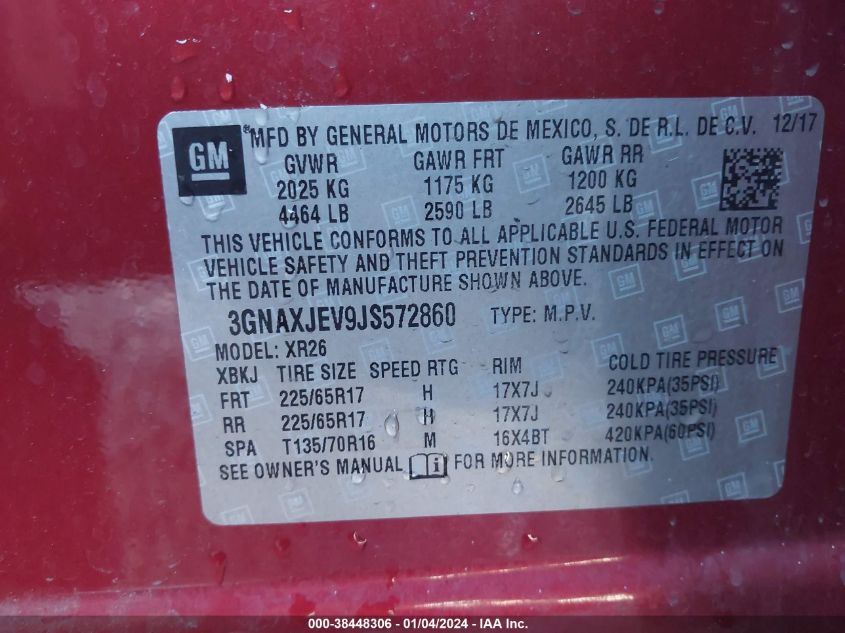 GM ®MFD BY GENERAL MOTORS DE MEXICO, S. DE R.L. DE C.V. 12/17
GVWR GAWR FRT GAWR RR
2025 KG 1175 KG 1200 KG
4464 LB 2590 LB 2645 LB
THIS VEHICLE CONFORMS TO ALL APPLICABLE U.S. FEDERAL MOTOR
VEHICLE SAFETY AND THEFT PREVENTION STANDARDS IN EFFECT ON
THE DATE OF MANUFACTURE SHOWN ABOVE.
3GNAXJEV9JS572860 TYPE: M.P.V.
MODEL: XR26
XBKJ TIRE SIZE SPEED RTG RIM COLD TIRE PRESSURE
FRT 225/65R17 H 17X7J 240KPA(35PSI)
RR 225/65R17 H 17X7J 240KPA(35PSI)
SPA T135/70R16 M 16X4BT 420KPA(60PSI)
SEE OWNER'S MANUAL i FOR MORE INFORMATION.
000-38448306 - 01/04/2024 - IAA Inc.